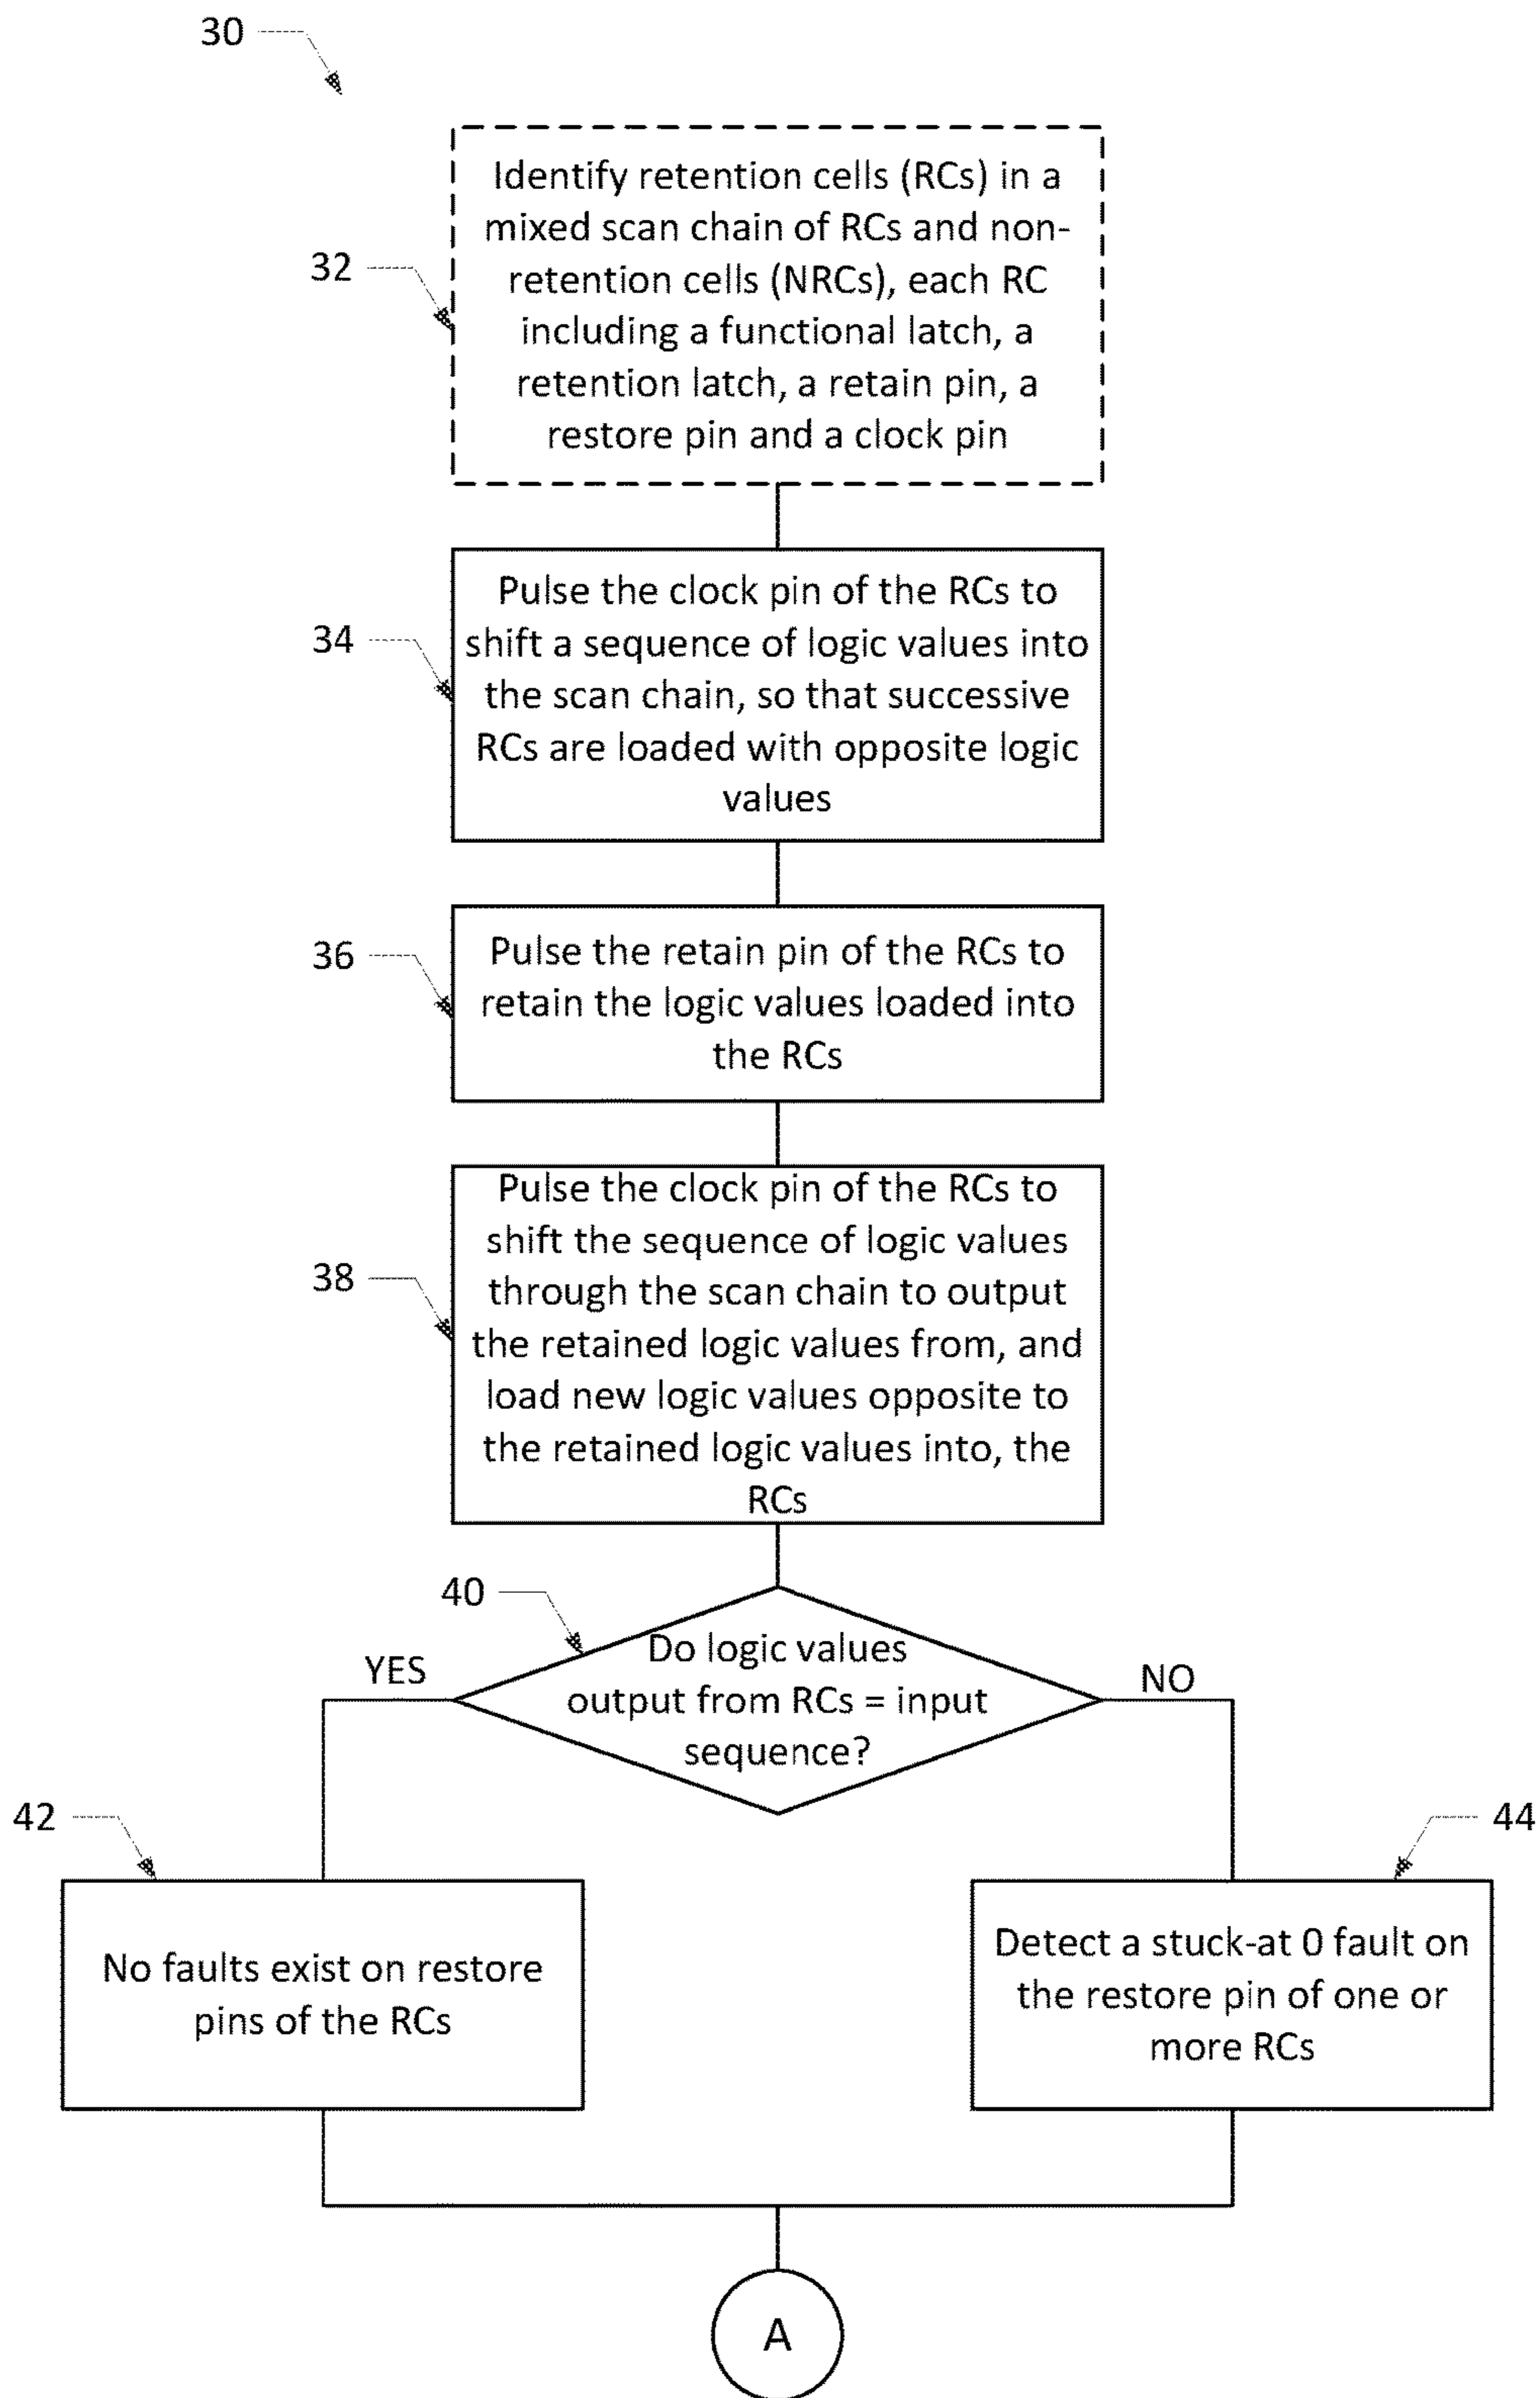 30
Identify retention cells (RCs) in a
mixed scan chain of RCs and non-
retention cells (NRCs), each RC
including a functional latch, a
retention latch, a retain pin, a
restore pin and a clock pin
32
Pulse the clock pin of the RCs to
shift a sequence of logic values into
the scan chain, so that successive
RCs are loaded with opposite logic
values
34
Pulse the retain pin of the RCs to
retain the logic values loaded into
the RCs
36
Pulse the clock pin of the RCs to
shift the sequence of logic values
through the scan chain to output
the retained logic values from, and
load new logic values opposite to
the retained logic values into, the
RCs
38
40
Do logic values
output from RCs = input
sequence?
YES
NO
42
44
No faults exist on restore
pins of the RCs
Detect a stuck-at 0 fault on
the restore pin of one or
more RCs
A